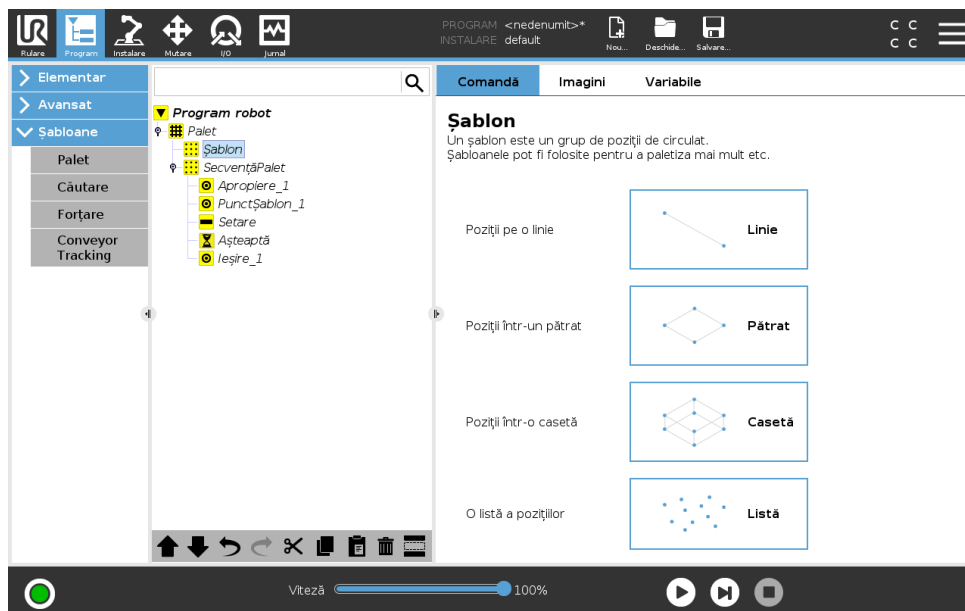 UR
Rulare
Program
Instalare
Mutare
I/O
Jurnal
PROGRAM <nedenumit>*
INSTALARE default
Nou...
Deschide...
Salvare...
C C
C C
Elementar
Avansat
Șabloane
Palet
Căutare
Forțare
Conveyor
Tracking
Program robot
Palet
Șablon
SecvențăPalet
Apropiere_1
PunctȘablon_1
Setare
Așteaptă
Ieșire_1
Comandă
Imagini
Variabile
Șablon
Un șablon este un grup de poziții de circulat.
Șabloanele pot fi folosite pentru a paletiza mai mult etc.
Poziții pe o linie
Linie
Poziții într-un pătrat
Pătrat
Poziții într-o casetă
Casetă
O listă a pozițiilor
Listă
Viteză
100%